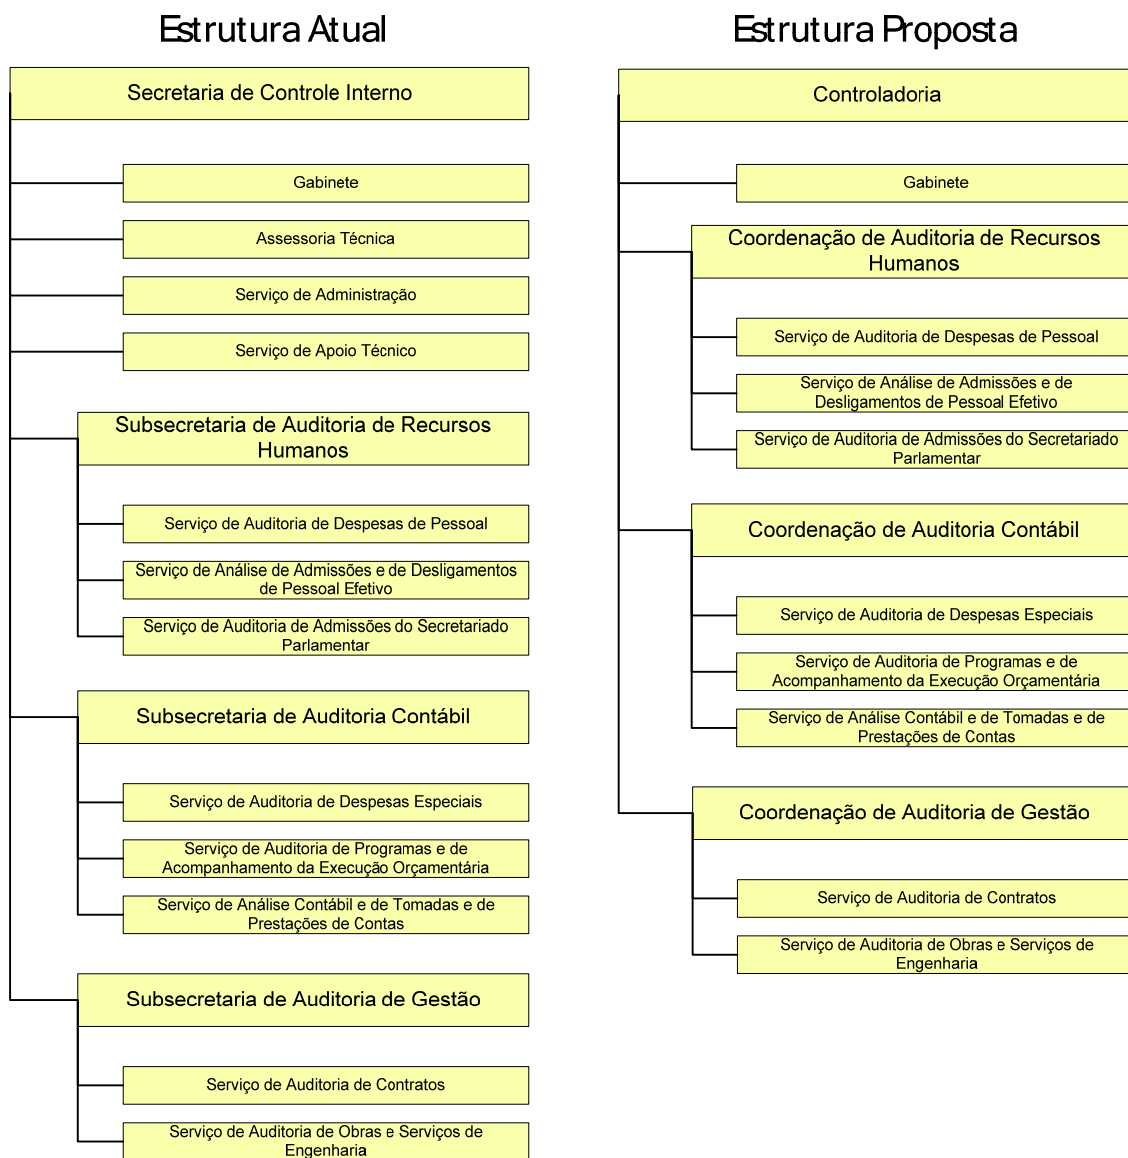 Estrutura Atual
Secretaria de Controle Interno
Gabinete
Assessoria Técnica
Serviço de Administração
Serviço de Apoio Técnico
Subsecretaria de Auditoria de Recursos
Humanos
Serviço de Auditoria de Despesas de Pessoal
Serviço de Análise de Admissões e de Desligamentos
de Pessoal Efetivo
Serviço de Auditoria de Admissões do Secretariado
Parlamentar
Subsecretaria de Auditoria Contábil
Serviço de Auditoria de Despesas Especiais
Serviço de Auditoria de Programas e de
Acompanhamento da Execução Orçamentária
Serviço de Análise Contábil e de Tomadas e de
Prestações de Contas
Subsecretaria de Auditoria de Gestão
Serviço de Auditoria de Contratos
Serviço de Auditoria de Obras e Serviços de
Engenharia
Estrutura Proposta
Controladoria
Gabinete
Coordenação de Auditoria de Recursos
Humanos
Serviço de Auditoria de Despesas de Pessoal
Serviço de Análise de Admissões e de
Desligamentos de Pessoal Efetivo
Serviço de Auditoria de Admissões do Secretariado
Parlamentar
Coordenação de Auditoria Contábil
Serviço de Auditoria de Despesas Especiais
Serviço de Auditoria de Programas e de
Acompanhamento da Execução Orçamentária
Serviço de Análise Contábil e de Tomadas e de
Prestações de Contas
Coordenação de Auditoria de Gestão
Serviço de Auditoria de Contratos
Serviço de Auditoria de Obras e Serviços de
Engenharia